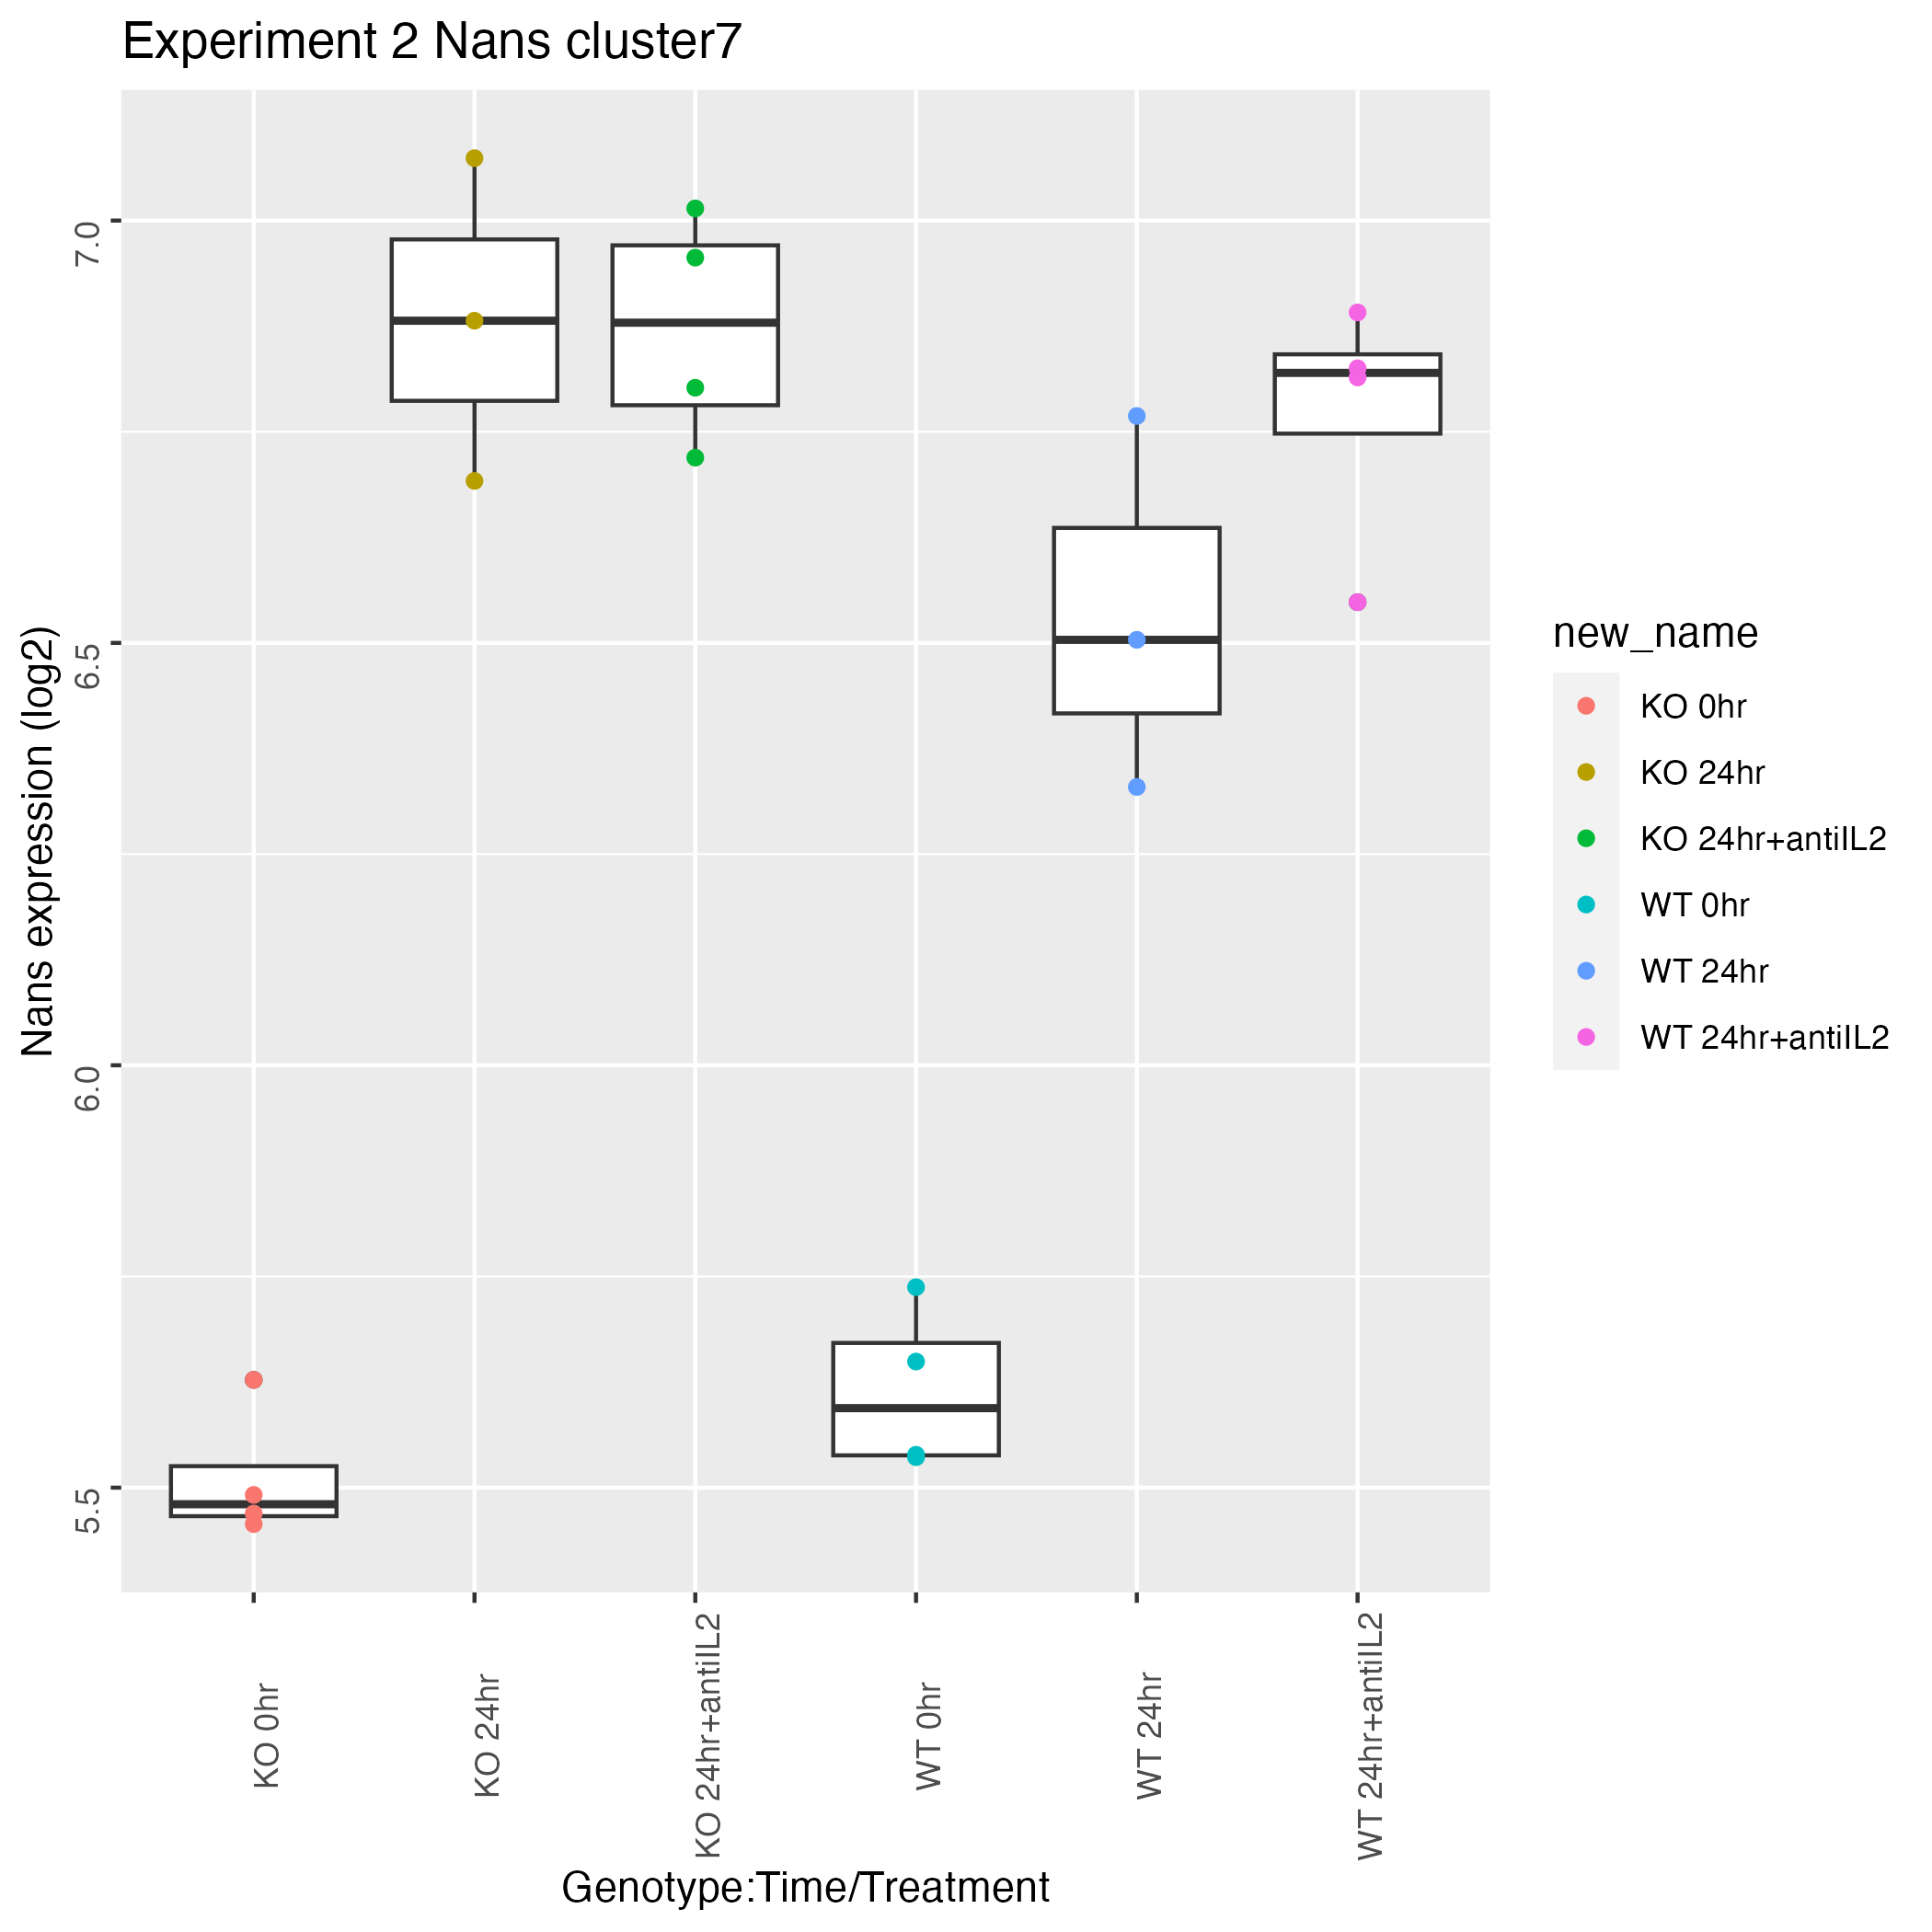 Experiment 2 Nans cluster7
Nans expression (log2)
7.0
6.5
6.0
5.5
KO 0hr
KO 24hr
KO 24hr+antiIL2
WT 0hr
WT 24hr
WT 24hr+antiIL2
Genotype:Time/Treatment
new_name
KO 0hr
KO 24hr
KO 24hr+antiIL2
WT 0hr
WT 24hr
WT 24hr+antiIL2